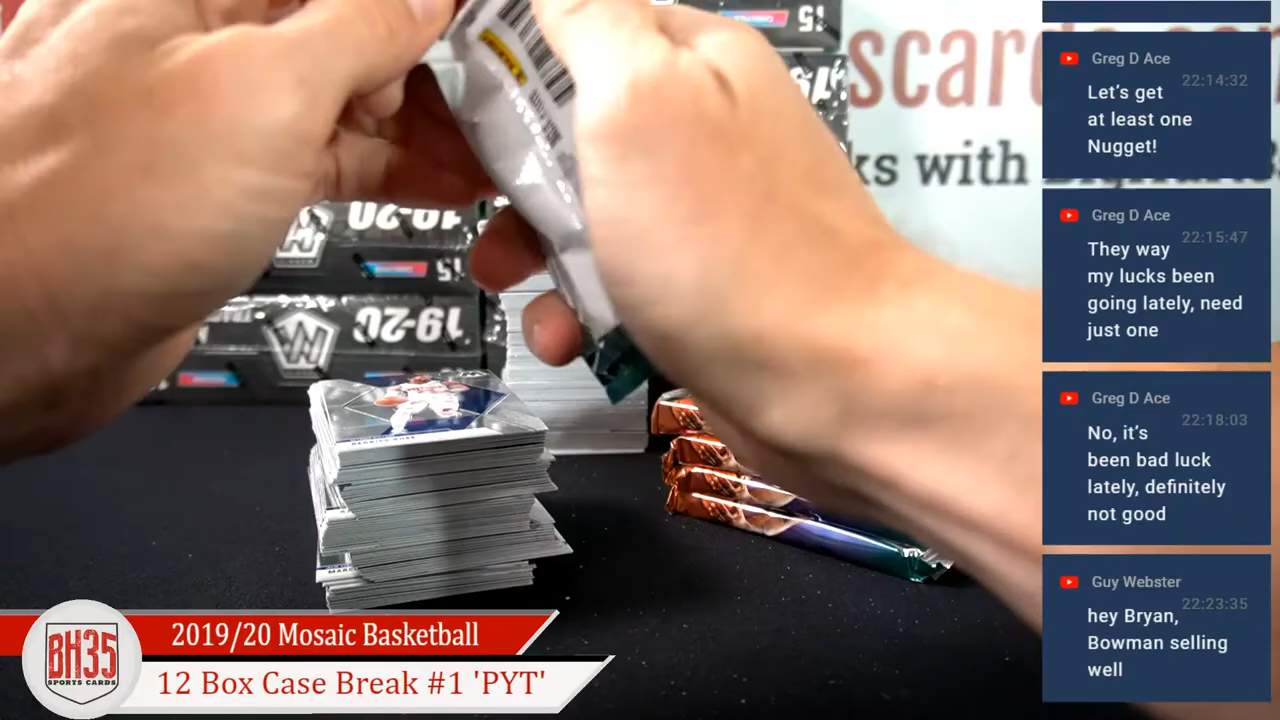 15
scards
19-20
ks with
19-20
15
19-20
Greg D Ace
22:14:32
Let's get
at least one
Nugget!
Greg D Ace
22:15:47
They way
my lucks been
going lately, need
just one
Greg D Ace
22:18:03
No, it's
been bad luck
lately, definitely
not good
Guy Webster
22:23:35
hey Bryan,
Bowman selling
well
BH35
SPORTS CARDS
2019/20 Mosaic Basketball
12 Box Case Break #1 'PYT'